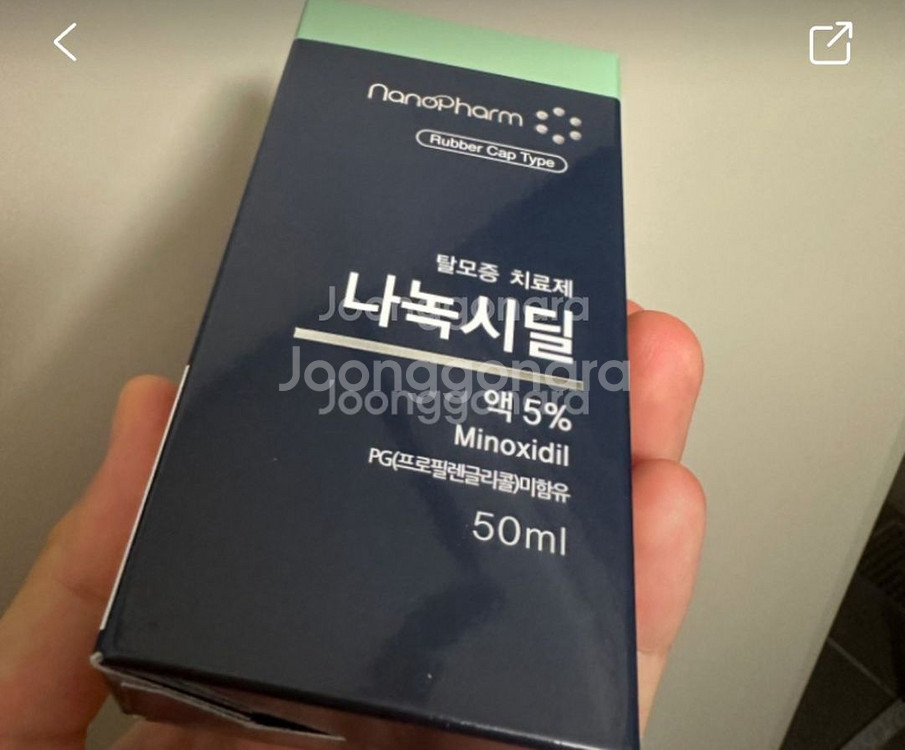 NanoPharm
Rubber Cap Type
탈모증 치료제
나녹시딜
액 5%
Minoxidil
PG(프로필렌글리콜)미함유
50ml
Joonggonara
Joonggonara
Joonggonara